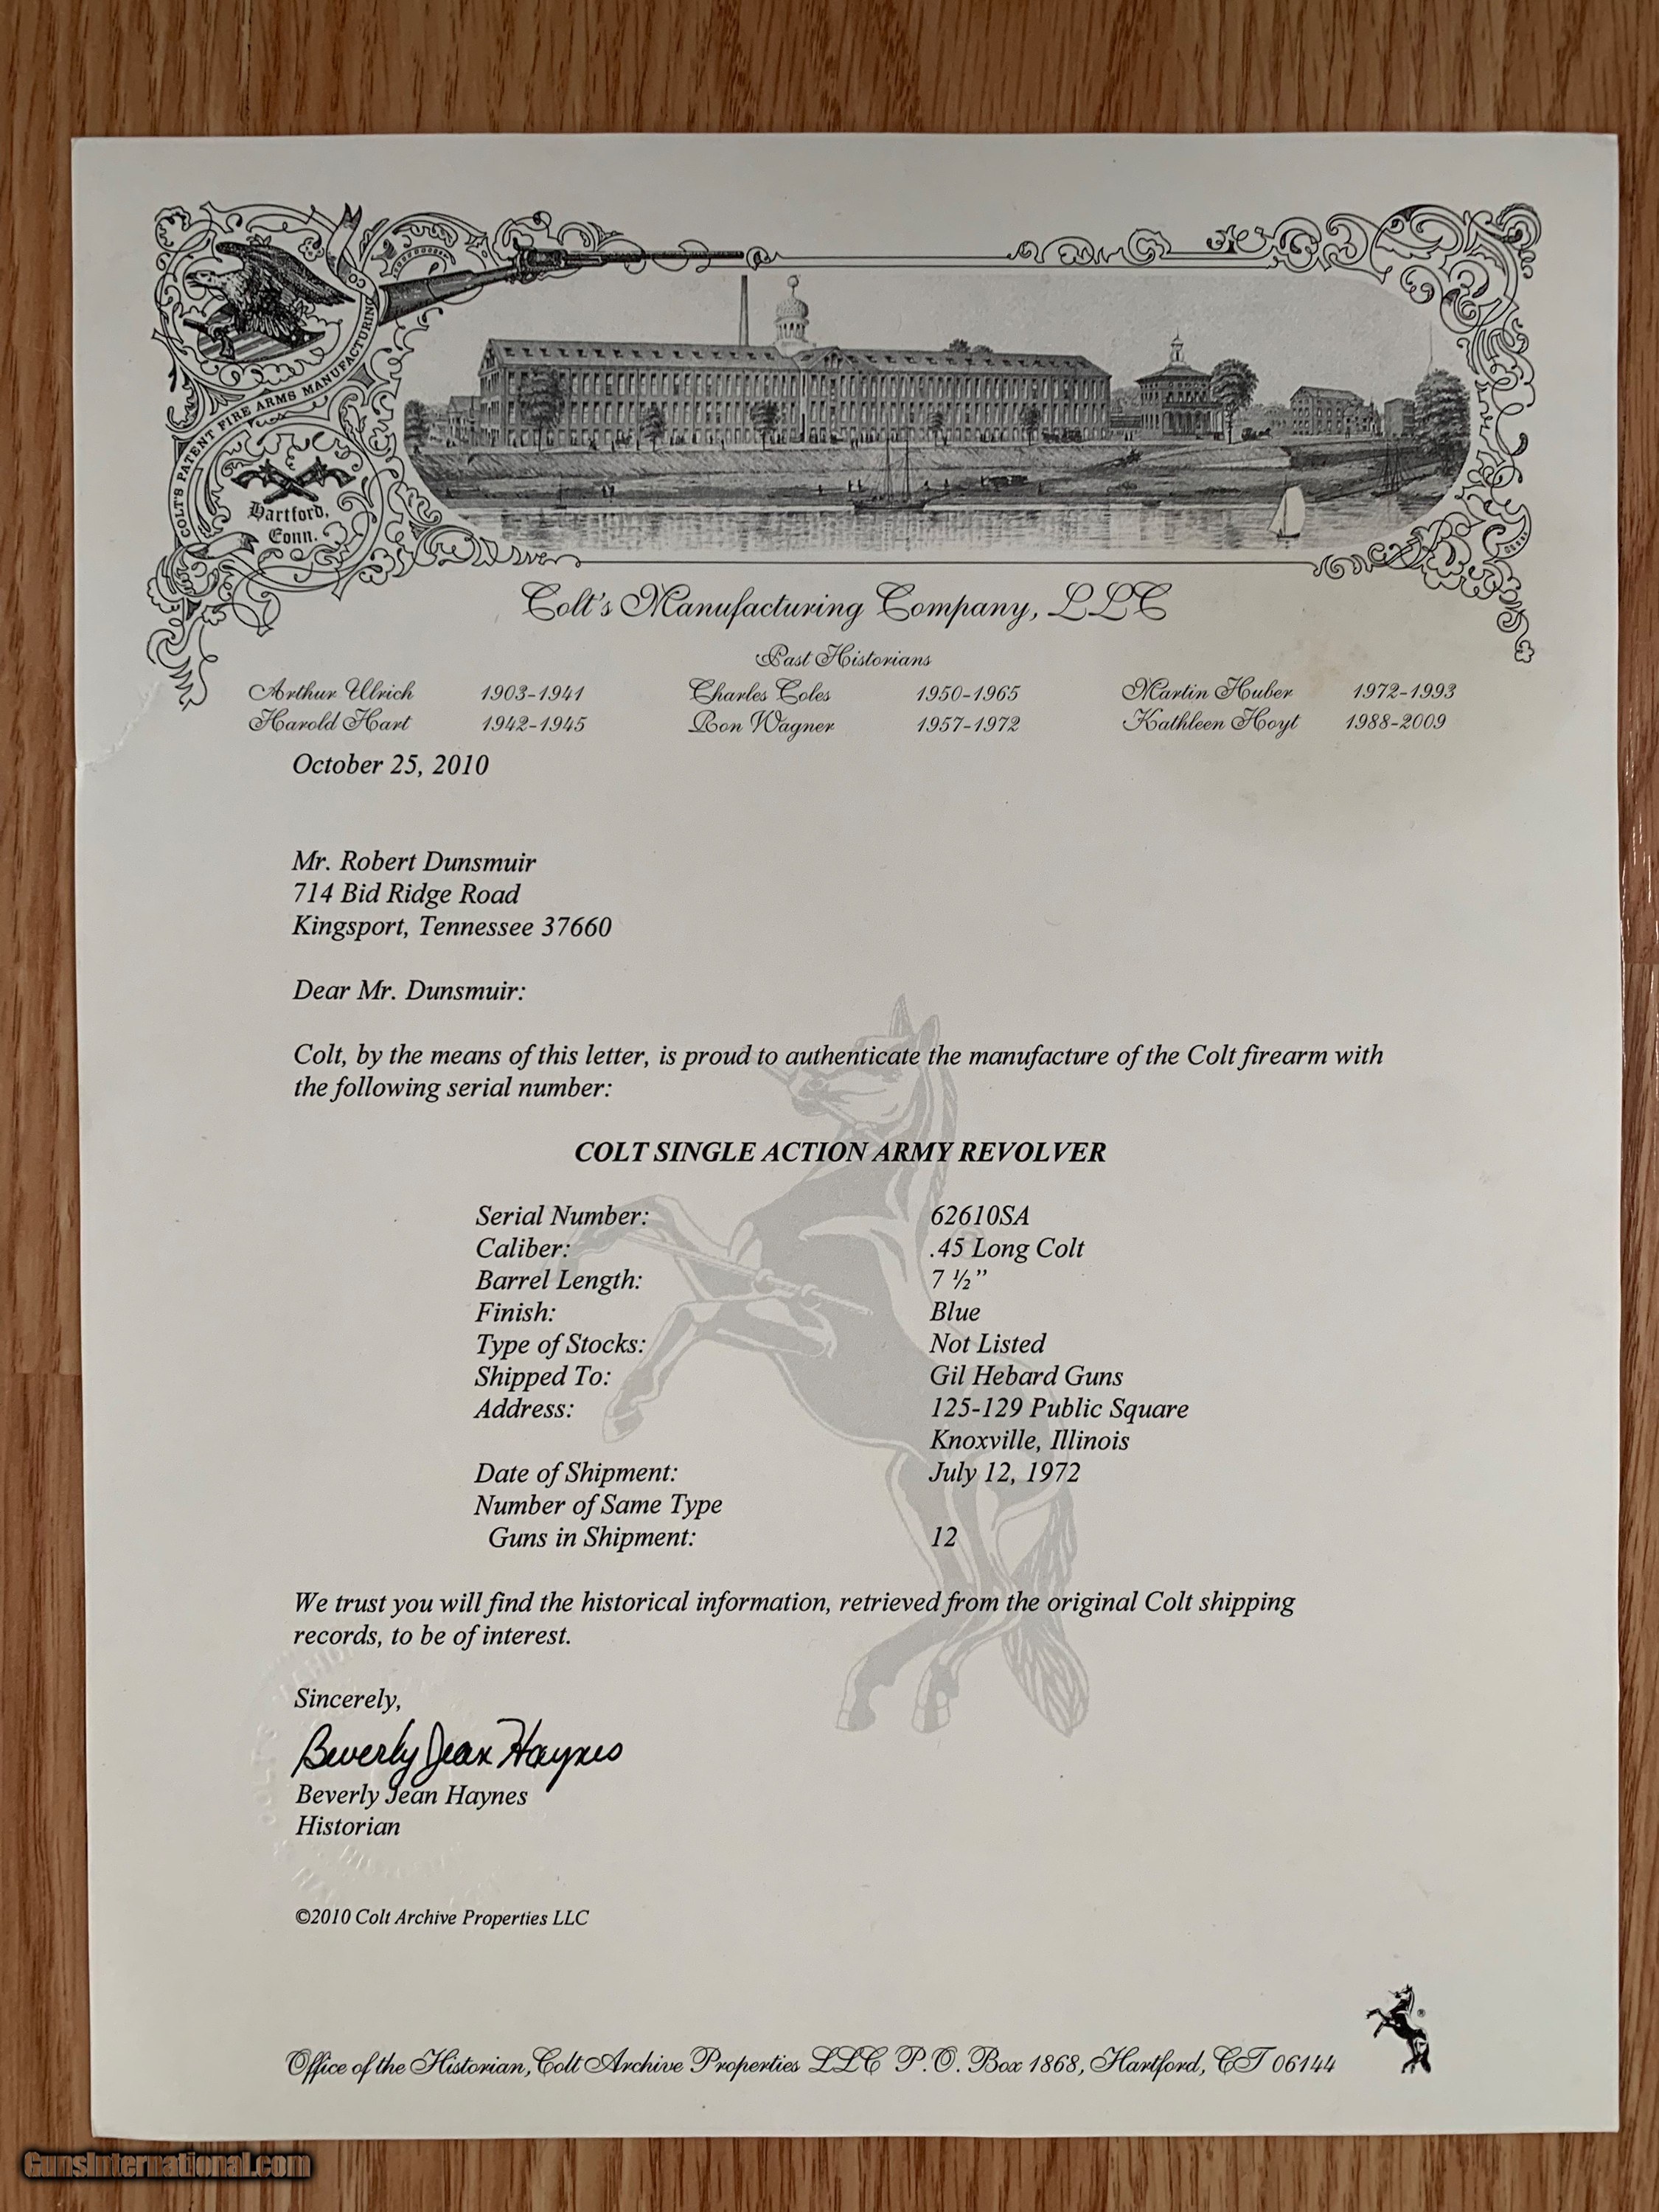 COLT'S PATENT FIRE ARMS MANUFACTURING CO
Hartford,
Conn.
Colt's Manufacturing Company, LLC
Past Historians
Arthur Ulrich 1903-1941 Charles Coles 1950-1965 Martin Huber 1972-1993
Harold Hart 1942-1945 Ron Wagner 1957-1972 Kathleen Hoyt 1988-2009
October 25, 2010
Mr. Robert Dunsmuir
714 Bid Ridge Road
Kingsport, Tennessee 37660
Dear Mr. Dunsmuir:
Colt, by the means of this letter, is proud to authenticate the manufacture of the Colt firearm with
the following serial number:
COLT SINGLE ACTION ARMY REVOLVER
Serial Number: 62610SA
Caliber: .45 Long Colt
Barrel Length: 7 ½”
Finish: Blue
Type of Stocks: Not Listed
Shipped To: Gil Hebard Guns
Address: 125-129 Public Square
Knoxville, Illinois
Date of Shipment: July 12, 1972
Number of Same Type
Guns in Shipment: 12
We trust you will find the historical information, retrieved from the original Colt shipping
records, to be of interest.
Sincerely,
Beverly Jean Haynes
Beverly Jean Haynes
Historian
©2010 Colt Archive Properties LLC
®
Office of the Historian, Colt Archive Properties LLC P.O. Box 1868, Hartford, CT 06144
GunsInternational.com